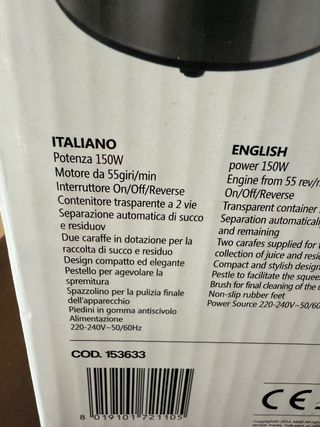 ITALIANO
Potenza 150W
Motore da 55giri/min
Interruttore On/Off/Reverse
Contenitore trasparente a 2 vie
Separazione automatica di succo
e residuov
Due caraffe in dotazione per la
raccolta di succo e residuo
Design compatto ed elegante
Pestello per agevolare la
spremitura
Spazzolino per la pulizia finale
dell'apparecchio
Piedini in gomma antiscivolo
Alimentazione
220-240V~50/60Hz
COD. 153633
8 019101 721105
ENGLISH
power 150W
Engine from 55 rev/
On/Off/Reverse
Transparent container
Separation automatical
and remaining
Two carafes supplied for
collection of juice and resid
Compact and stylish design
Pestle to facilitate the squee
Brush for final cleaning of the
Non-slip rubber feet
Power Source 220-240V~50/60
CE